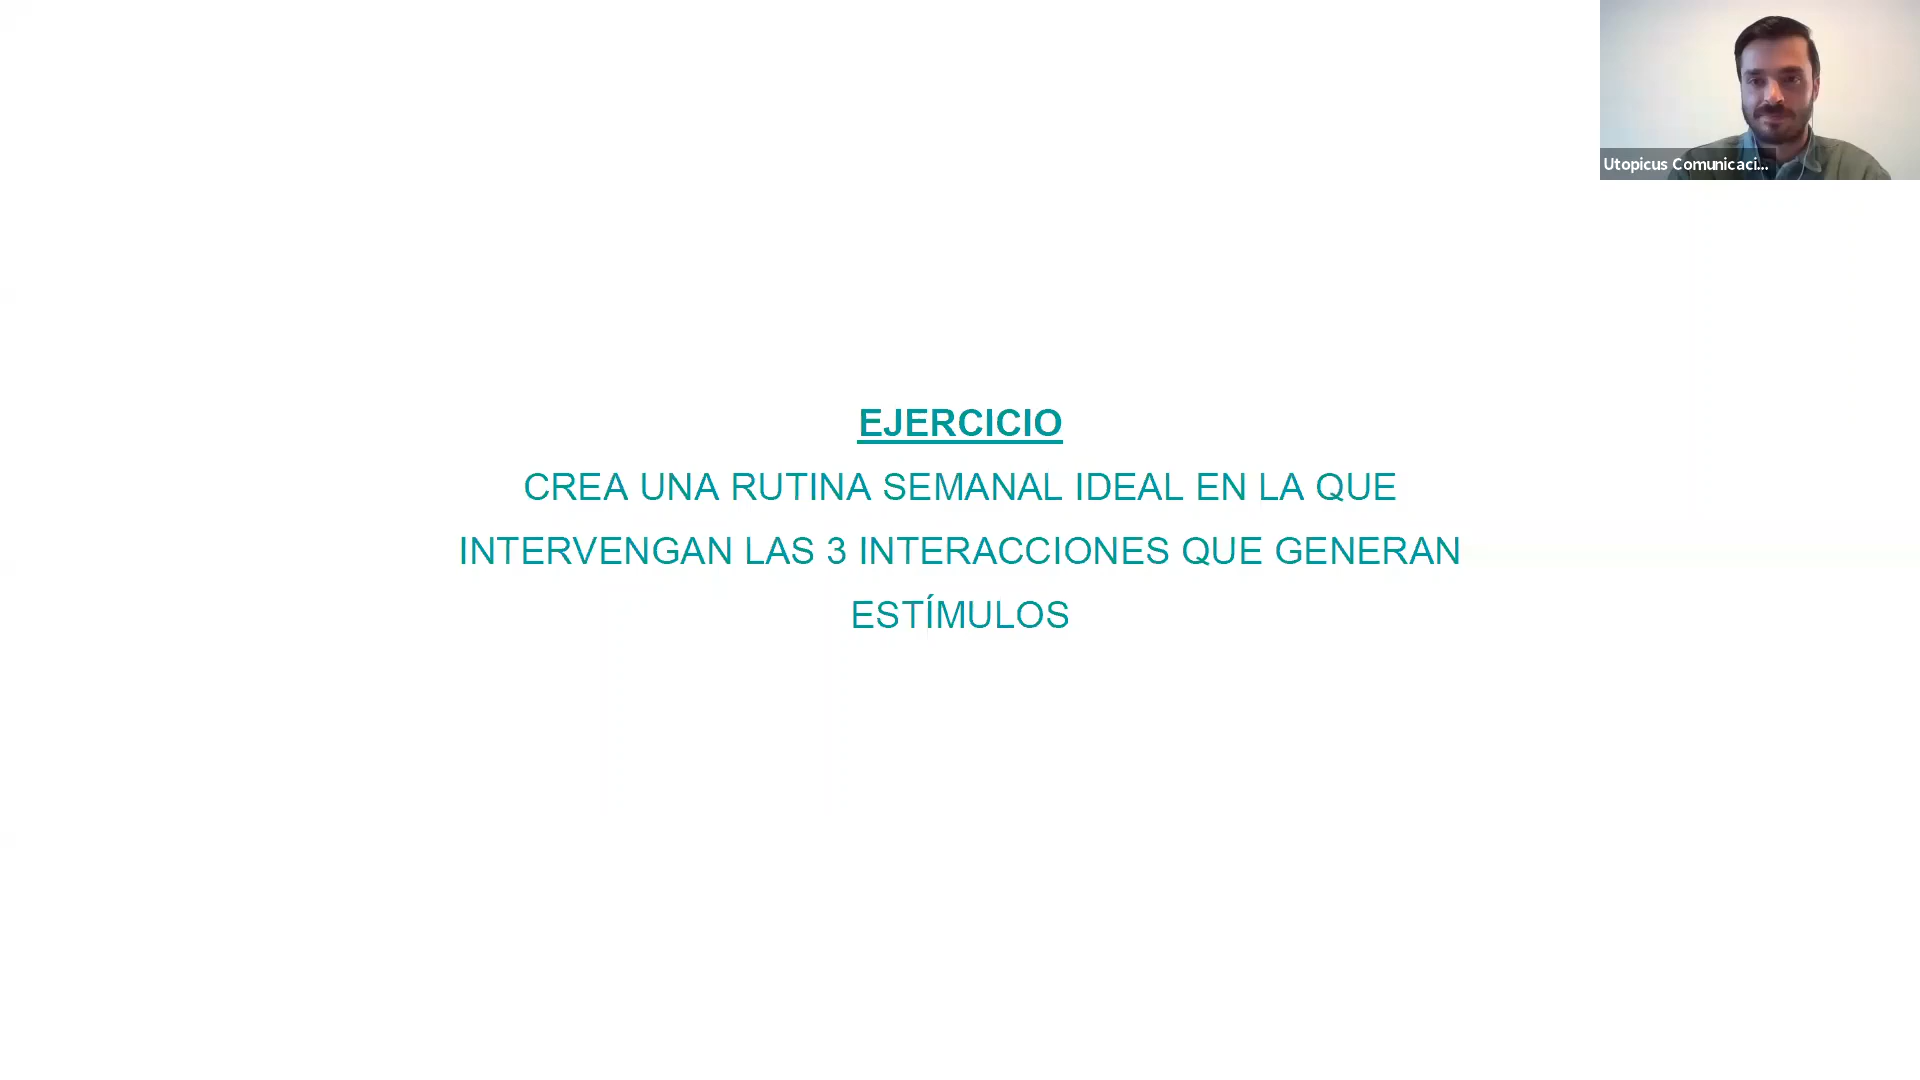 Utopicus Comunicaci...
EJERCICIO
CREA UNA RUTINA SEMANAL IDEAL EN LA QUE
INTERVENGAN LAS 3 INTERACCIONES QUE GENERAN
ESTÍMULOS